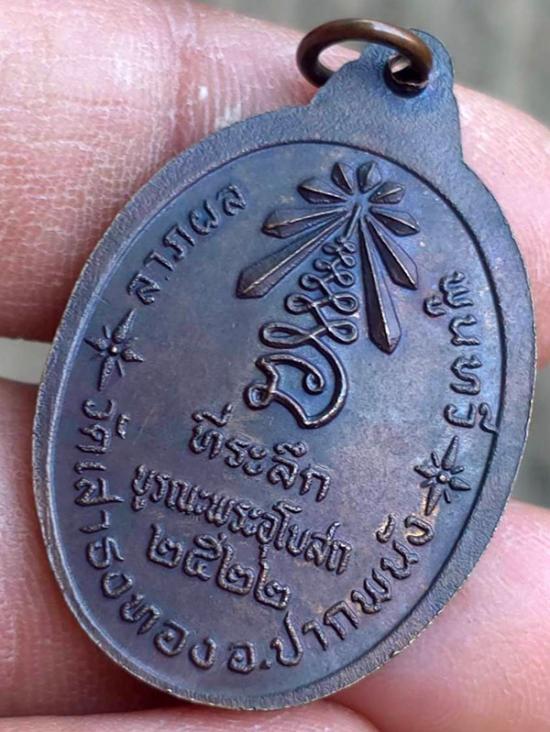 ลาภผล พูนทวี
ที่ระลึก
บูรณะพระอุโบสถ
๒๕๒๒
วัดเสาธงทอง อ.ปากพนัง